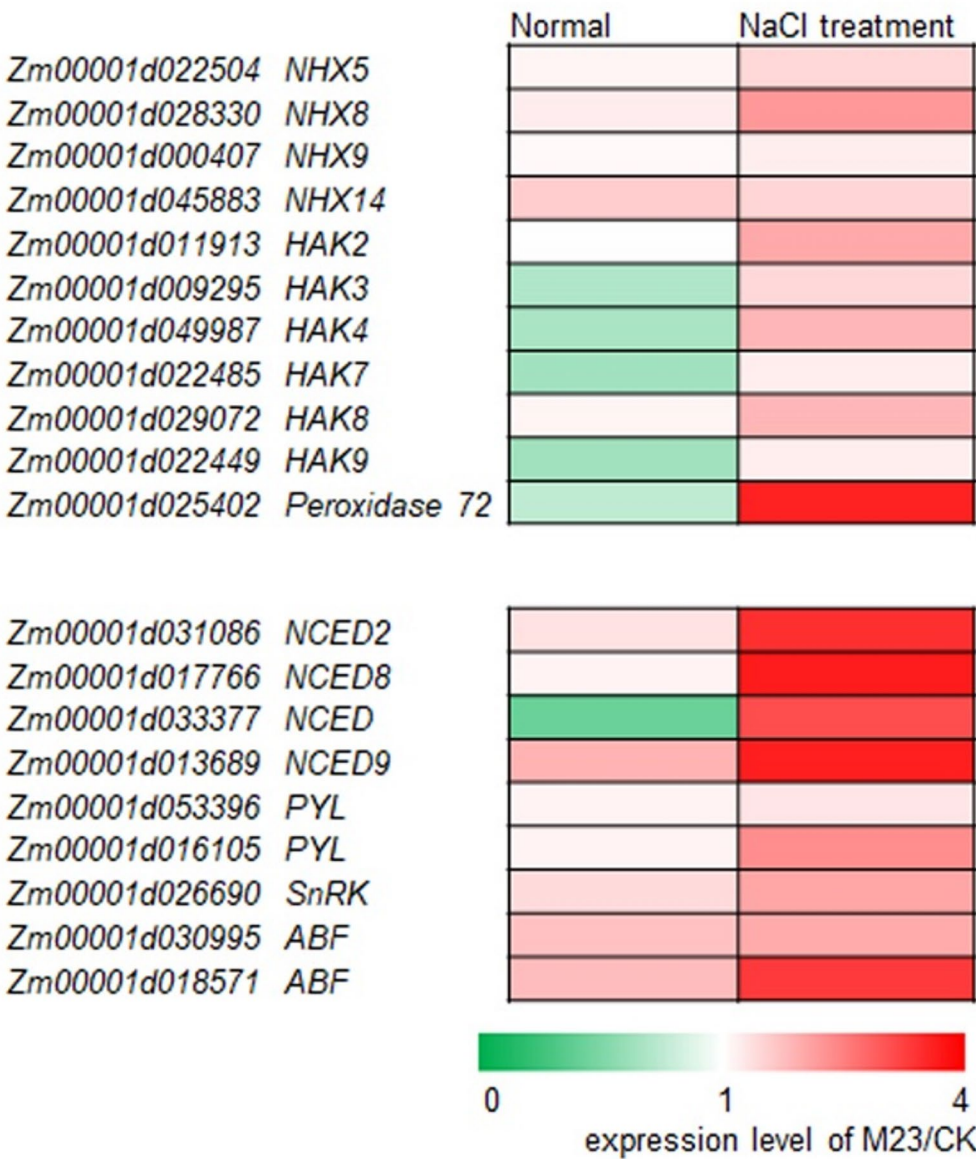 Normal NaCl treatment
Zm00001d022504 NHX5
Zm00001d028330 NHX8
Zm00001d000407 NHX9
Zm00001d045883 NHX14
Zm00001d011913 HAK2
Zm00001d009295 HAK3
Zm00001d049987 HAK4
Zm00001d022485 HAK7
Zm00001d029072 HAK8
Zm00001d022449 HAK9
Zm00001d025402 Peroxidase 72
Zm00001d031086 NCED2
Zm00001d017766 NCED8
Zm00001d033377 NCED
Zm00001d013689 NCED9
Zm00001d053396 PYL
Zm00001d016105 PYL
Zm00001d026690 SnRK
Zm00001d030995 ABF
Zm00001d018571 ABF
0 1 4
expression level of M23/CK